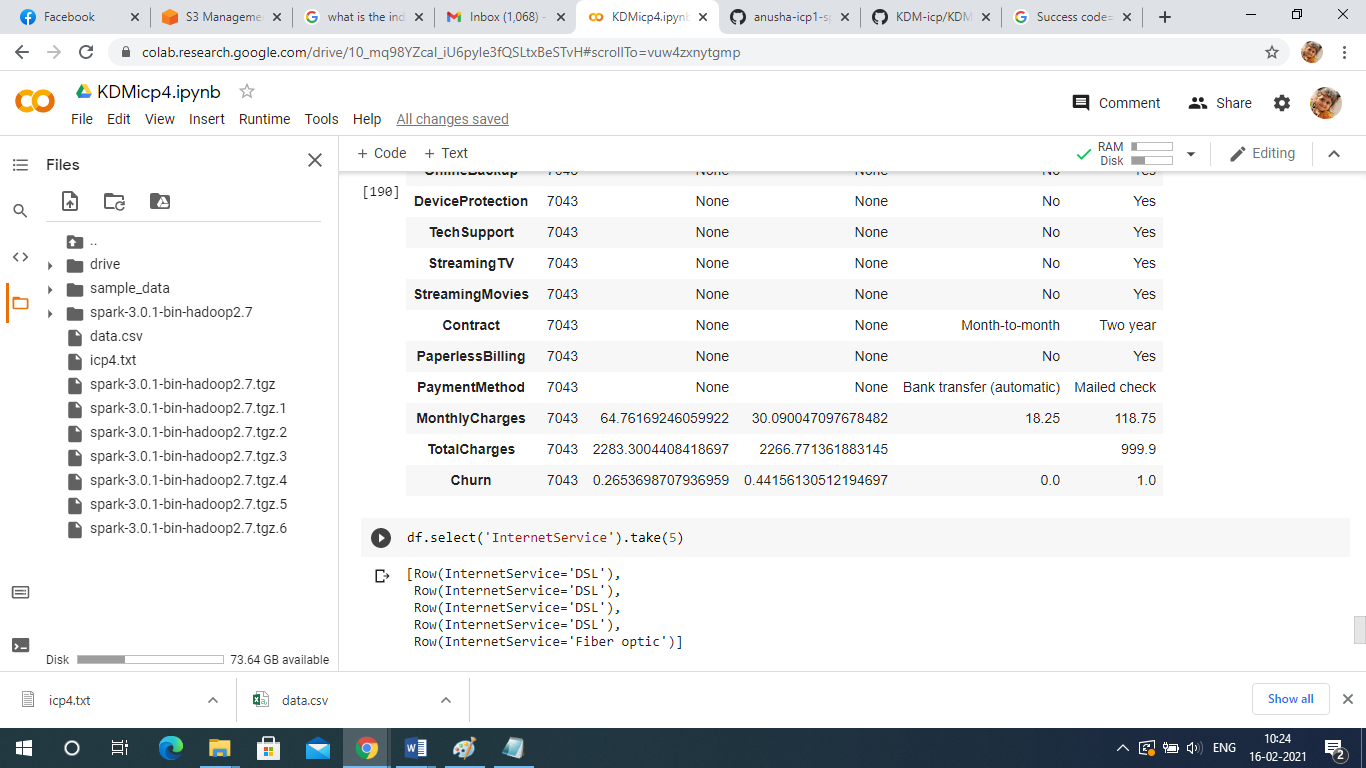 Facebook
S3 Manageme
what is the ind
Inbox (1,068) -
KDMicp4.ipynb
anusha-icp1-sp
KDM-icp/KDM
Success code=
colab.research.google.com/drive/10_mq98YZcaI_iU6pyle3fQSLtxBeSTvH#scrollTo=vuw4zxnytgmp
KDMicp4.ipynb
Comment
Share
File Edit View Insert Runtime Tools Help All changes saved
Files
+ Code + Text
RAM
Disk
Editing
..
drive
sample_data
spark-3.0.1-bin-hadoop2.7
data.csv
icp4.txt
spark-3.0.1-bin-hadoop2.7.tgz
spark-3.0.1-bin-hadoop2.7.tgz.1
spark-3.0.1-bin-hadoop2.7.tgz.2
spark-3.0.1-bin-hadoop2.7.tgz.3
spark-3.0.1-bin-hadoop2.7.tgz.4
spark-3.0.1-bin-hadoop2.7.tgz.5
spark-3.0.1-bin-hadoop2.7.tgz.6
Disk 73.64 GB available
OnlineBackup 7043 None None No Yes
[190]
DeviceProtection 7043 None None No Yes
TechSupport 7043 None None No Yes
StreamingTV 7043 None None No Yes
StreamingMovies 7043 None None No Yes
Contract 7043 None None Month-to-month Two year
PaperlessBilling 7043 None None No Yes
PaymentMethod 7043 None None Bank transfer (automatic) Mailed check
MonthlyCharges 7043 64.76169246059922 30.090047097678482 18.25 118.75
TotalCharges 7043 2283.3004408418697 2266.771361883145 999.9
Churn 7043 0.2653698707936959 0.44156130512194697 0.0 1.0
df.select('InternetService').take(5)
[Row(InternetService='DSL'),
Row(InternetService='DSL'),
Row(InternetService='DSL'),
Row(InternetService='DSL'),
Row(InternetService='Fiber optic')]
icp4.txt
data.csv
Show all
ENG
10:24
16-02-2021
2